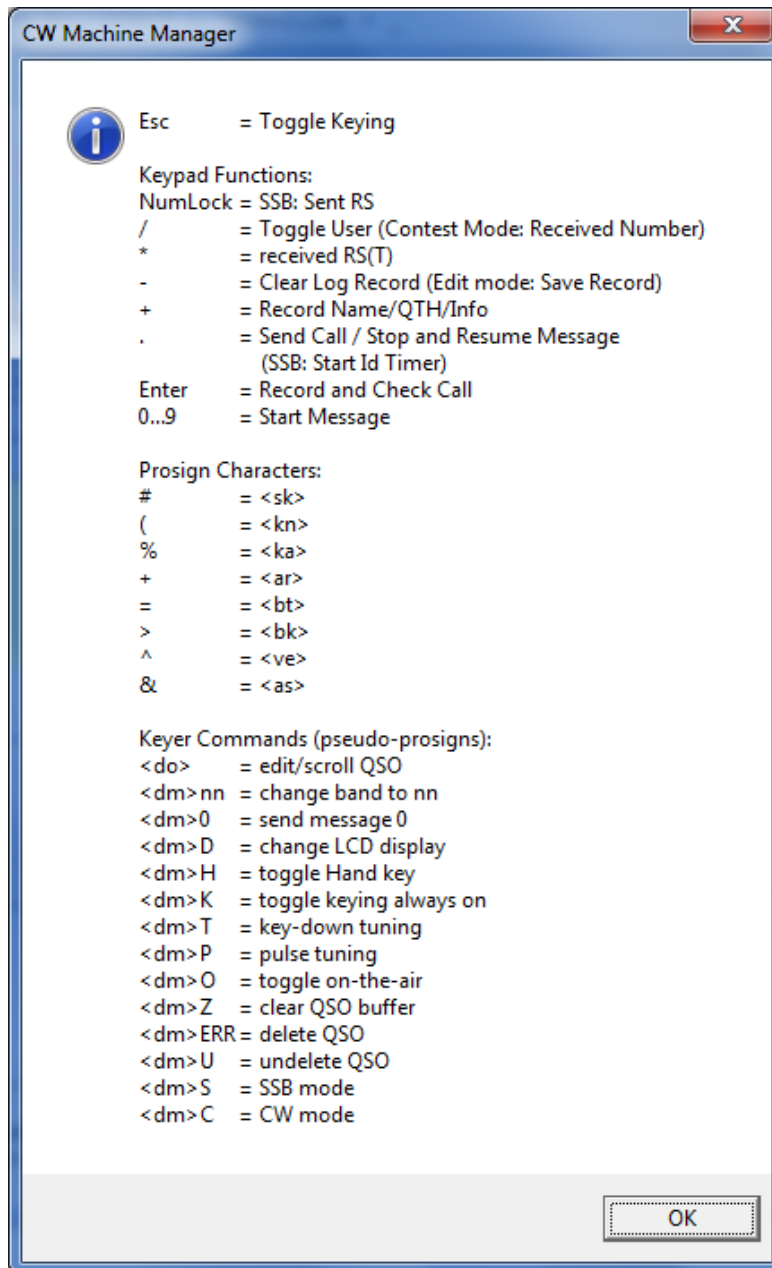 CW Machine Manager
Esc = Toggle Keying
Keypad Functions:
NumLock = SSB: Sent RS
/ = Toggle User (Contest Mode: Received Number)
* = received RS(T)
- = Clear Log Record (Edit mode: Save Record)
+ = Record Name/QTH/Info
. = Send Call / Stop and Resume Message
(SSB: Start Id Timer)
Enter = Record and Check Call
0...9 = Start Message
Prosign Characters:
# = <sk>
( = <kn>
% = <ka>
+ = <ar>
= = <bt>
> = <bk>
^ = <ve>
& = <as>
Keyer Commands (pseudo-prosigns):
<do> = edit/scroll QSO
<dm>nn = change band to nn
<dm>0 = send message 0
<dm>D = change LCD display
<dm>H = toggle Hand key
<dm>K = toggle keying always on
<dm>T = key-down tuning
<dm>P = pulse tuning
<dm>O = toggle on-the-air
<dm>Z = clear QSO buffer
<dm>ERR = delete QSO
<dm>U = undelete QSO
<dm>S = SSB mode
<dm>C = CW mode
OK